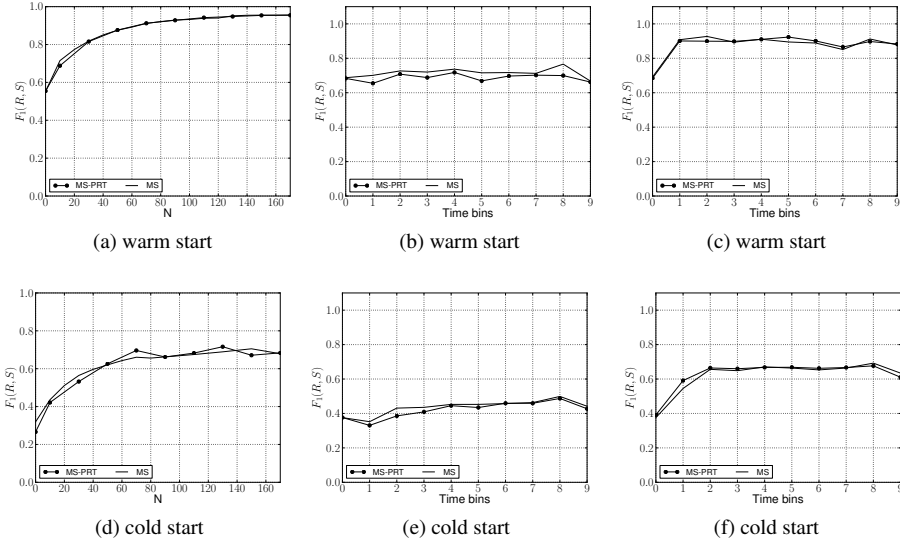 1.0
0.8
0.6
0.4
0.2
0.0
F₁(R, S)
0 20 40 60 80 100 120 140 160
N
MS-PRT MS
(a) warm start
1.0
0.8
0.6
0.4
0.2
0.0
F₁(R, S)
0 1 2 3 4 5 6 7 8 9
Time bins
MS-PRT MS
(b) warm start
1.0
0.8
0.6
0.4
0.2
0.0
F₁(R, S)
0 1 2 3 4 5 6 7 8 9
Time bins
MS-PRT MS
(c) warm start
1.0
0.8
0.6
0.4
0.2
0.0
F₁(R, S)
0 20 40 60 80 100 120 140 160
N
MS-PRT MS
(d) cold start
1.0
0.8
0.6
0.4
0.2
0.0
F₁(R, S)
0 1 2 3 4 5 6 7 8 9
Time bins
MS-PRT MS
(e) cold start
1.0
0.8
0.6
0.4
0.2
0.0
F₁(R, S)
0 1 2 3 4 5 6 7 8 9
Time bins
MS-PRT MS
(f) cold start